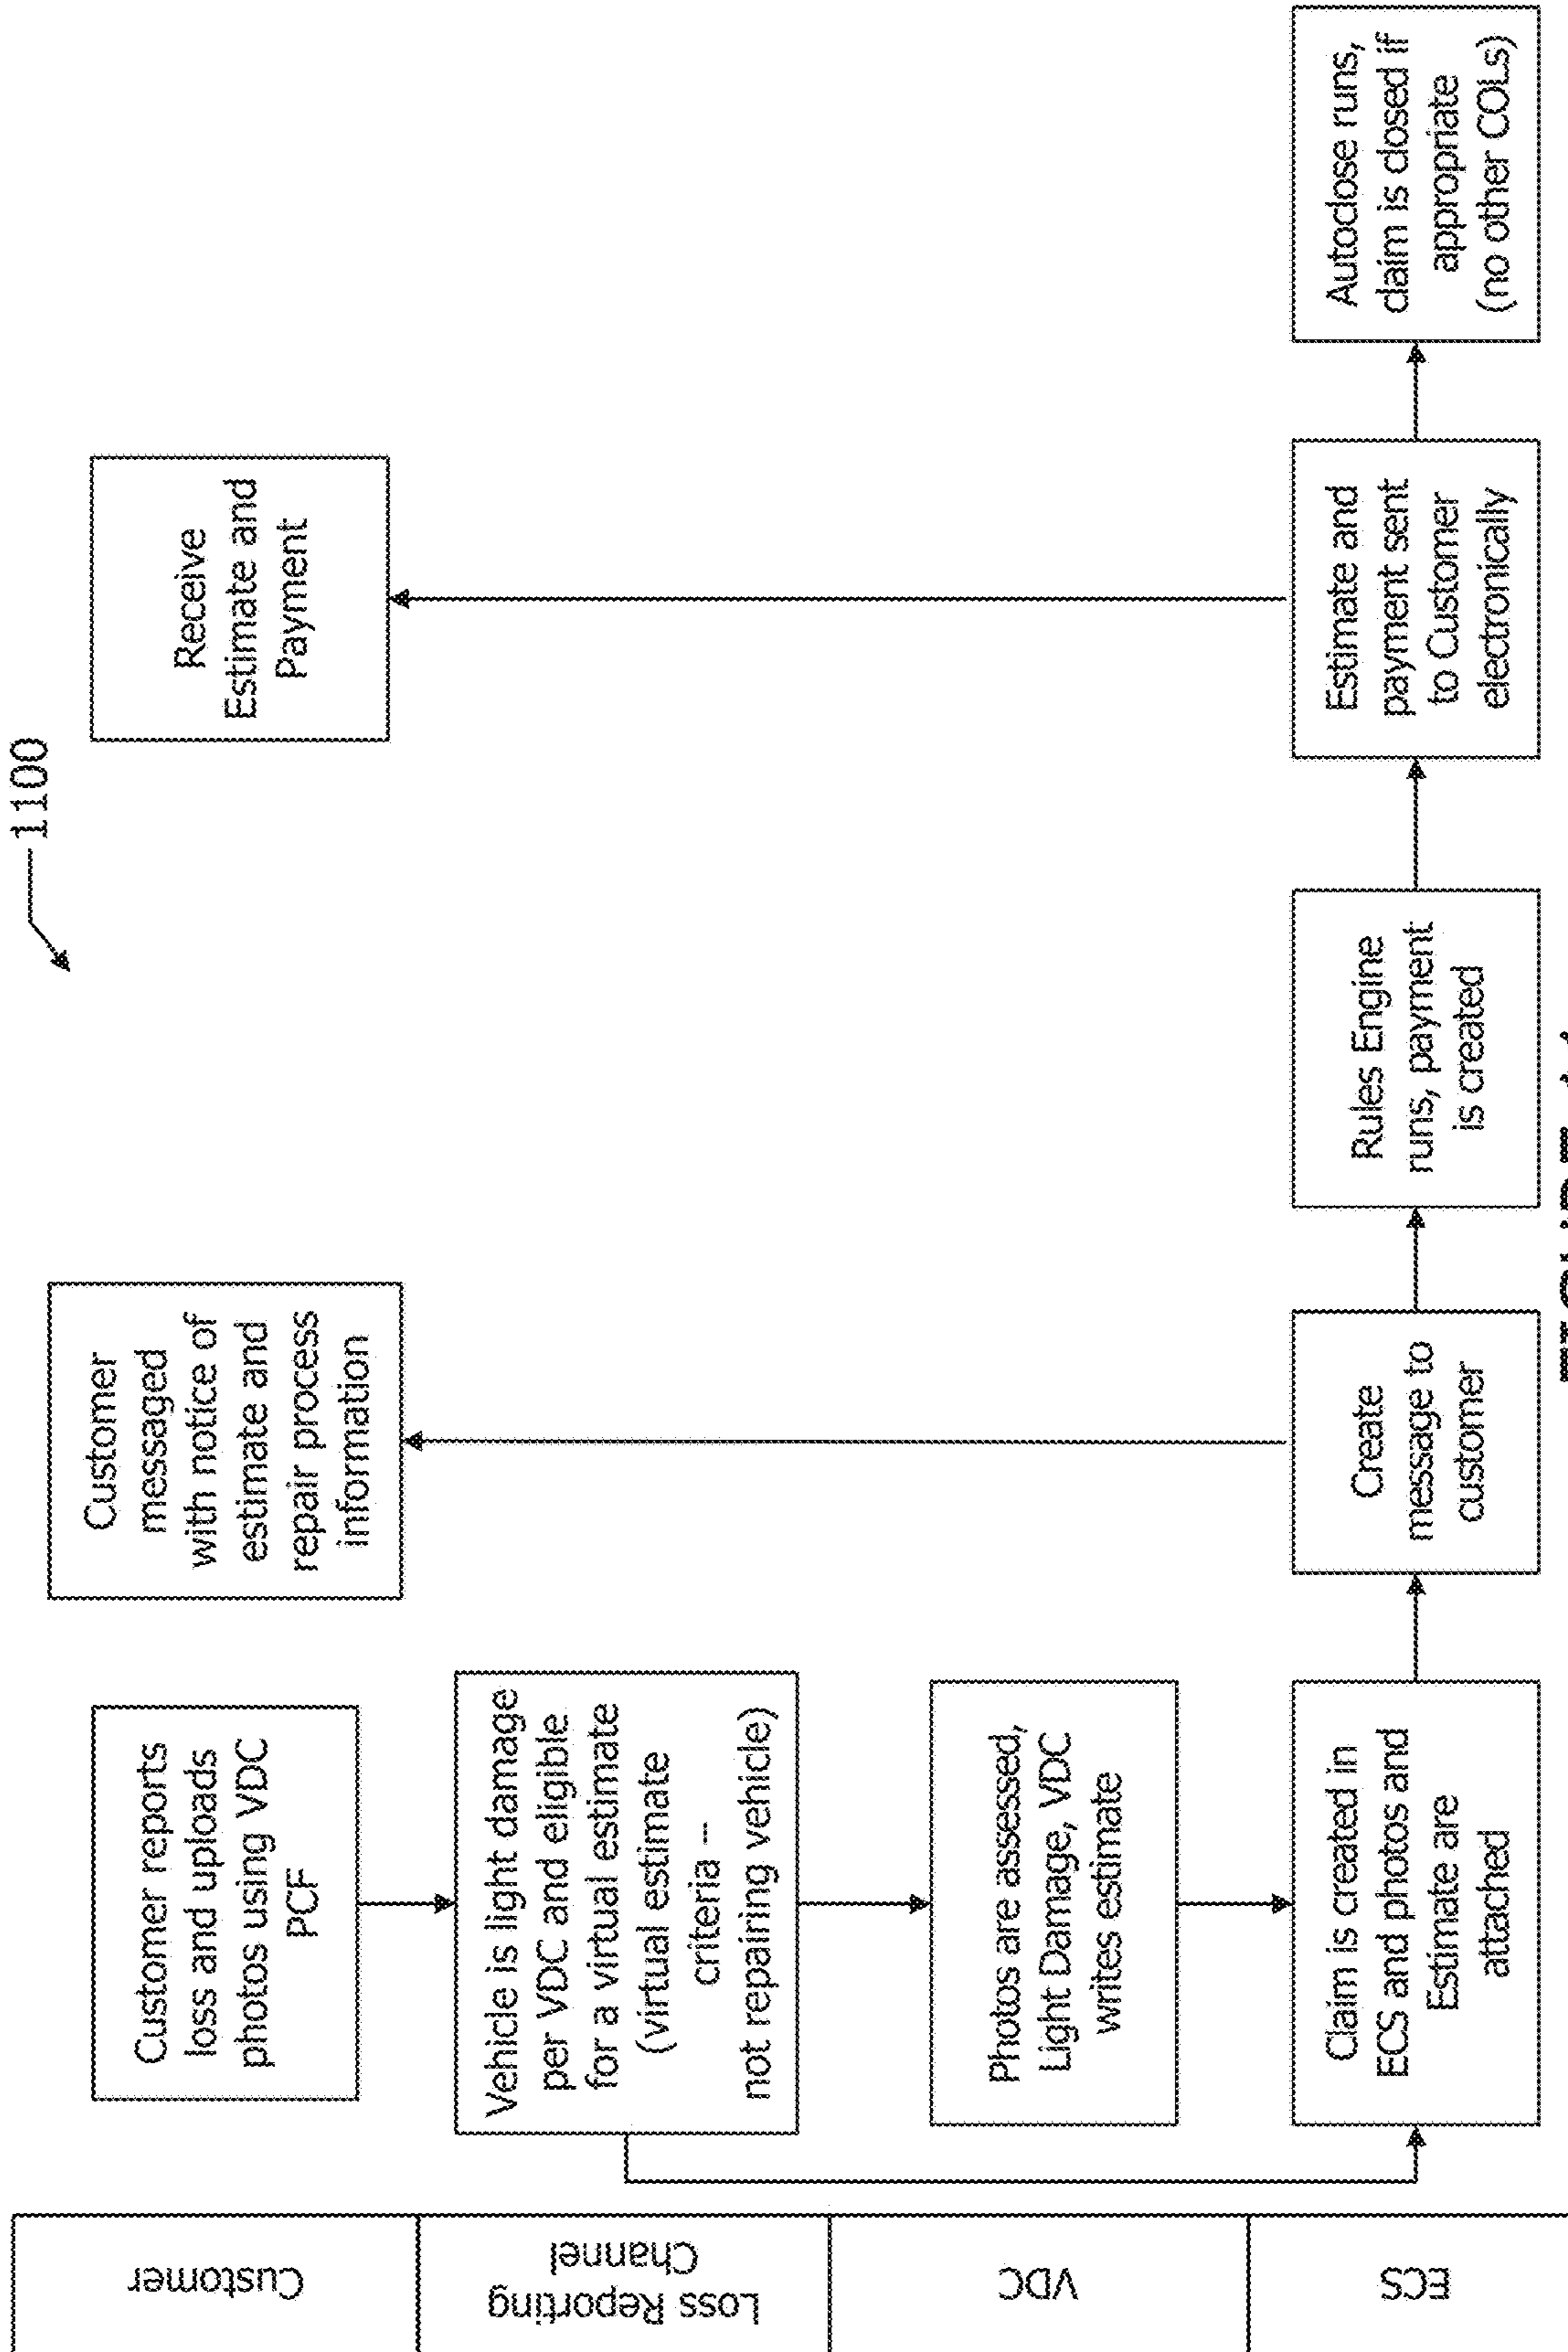 1100
Customer
Loss Reporting
Channel
VDC
ECS
Customer reports
loss and uploads
photos using VDC
PCF
Customer
messaged
with notice of
estimate and
repair process
information
Receive
Estimate and
Payment
Vehicle is light damage
per VDC and eligible
for a virtual estimate
(virtual estimate
criteria --
not repairing vehicle)
Photos are assessed,
Light Damage, VDC
writes estimate
Claim is created in
ECS and photos and
Estimate are
attached
Create
message to
customer
Rules Engine
runs, payment
is created
Estimate and
payment sent
to Customer
electronically
Autoclose runs,
claim is closed if
appropriate
(no other COLs)